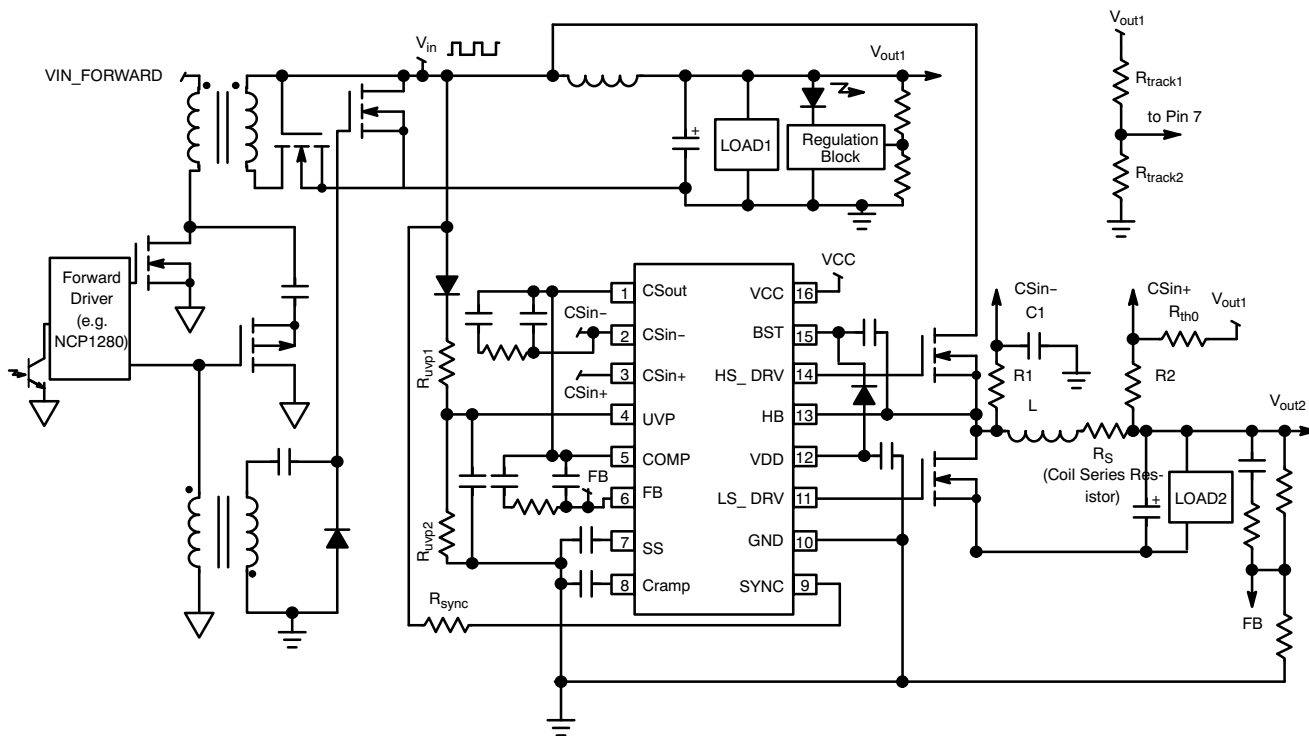 VIN_FORWARD
Vin
Vout1
LOAD1
Regulation
Block
Vout1
Rtrack1
to Pin 7
Rtrack2
Forward
Driver
(e.g.
NCP1280)
Ruvp1
Ruvp2
Rsync
CSin−
CSin+
FB
1 CSout
2 CSin−
3 CSin+
4 UVP
5 COMP
6 FB
7 SS
8 Cramp
VCC
VCC 16
BST 15
HS_ DRV 14
HB 13
VDD 12
LS_ DRV 11
GND 10
SYNC 9
CSin−
C1
R1
L
CSin+
Rth0
Vout1
R2
Vout2
RS
(Coil Series Res-
istor)
LOAD2
FB